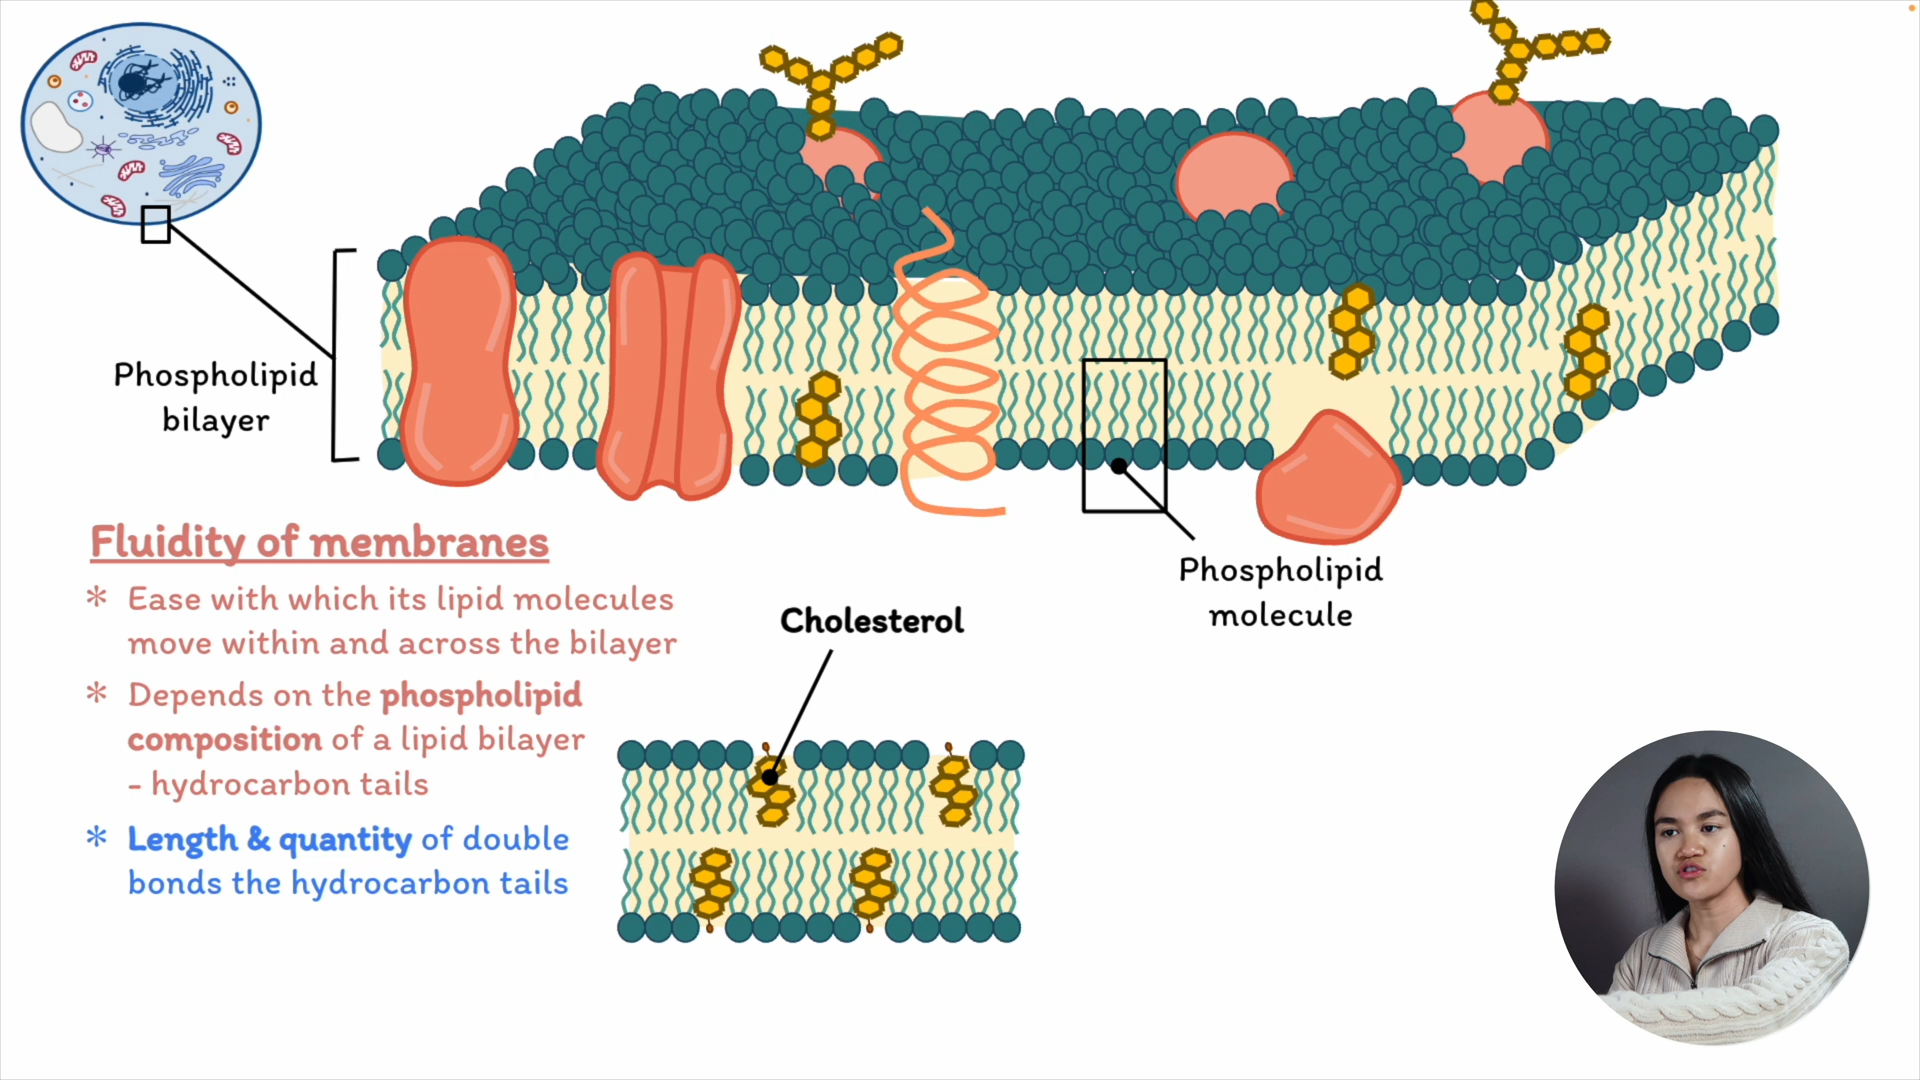 Phospholipid
bilayer
Phospholipid
molecule
Fluidity of membranes
* Ease with which its lipid molecules
move within and across the bilayer
* Depends on the phospholipid
composition of a lipid bilayer
- hydrocarbon tails
* Length & quantity of double
bonds the hydrocarbon tails
Cholesterol